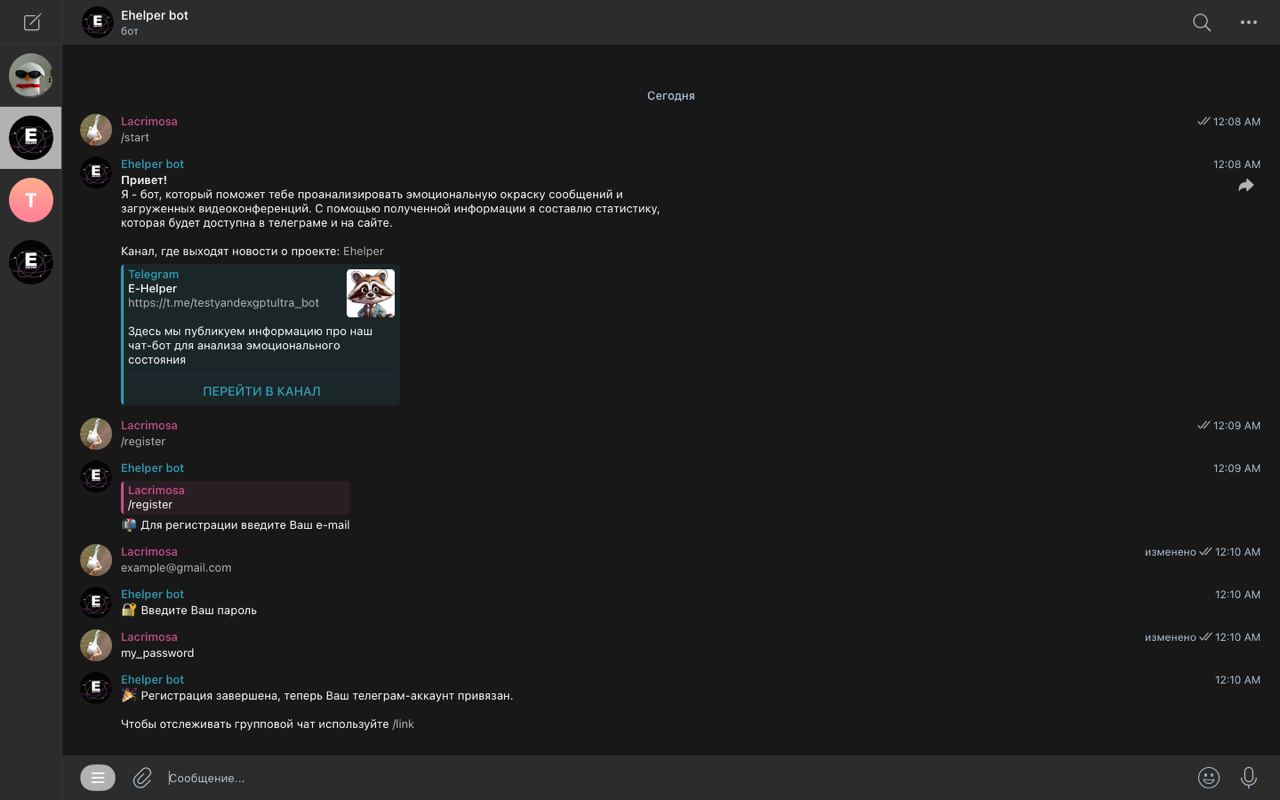 Ehelper bot
бот
Сегодня
Lacrimosa
12:08 AM
/start
Ehelper bot
12:08 AM
Привет!
Я - бот, который поможет тебе проанализировать эмоциональную окраску сообщений и
загруженных видеоконференций. С помощью полученной информации я составлю статистику,
которая будет доступна в телеграме и на сайте.
Канал, где выходят новости о проекте: Ehelper
Telegram
E-Helper
https://t.me/testyandexgptultra_bot
Здесь мы публикуем информацию про наш
чат-бот для анализа эмоционального
состояния
ПЕРЕЙТИ В КАНАЛ
Lacrimosa
12:09 AM
/register
Ehelper bot
12:09 AM
Lacrimosa
/register
Для регистрации введите Ваш e-mail
Lacrimosa
изменено 12:10 AM
example@gmail.com
Ehelper bot
12:10 AM
Введите Ваш пароль
Lacrimosa
изменено 12:10 AM
my_password
Ehelper bot
12:10 AM
Регистрация завершена, теперь Ваш телеграм-аккаунт привязан.
Чтобы отслеживать групповой чат используйте /link
Сообщение...
E
T
E